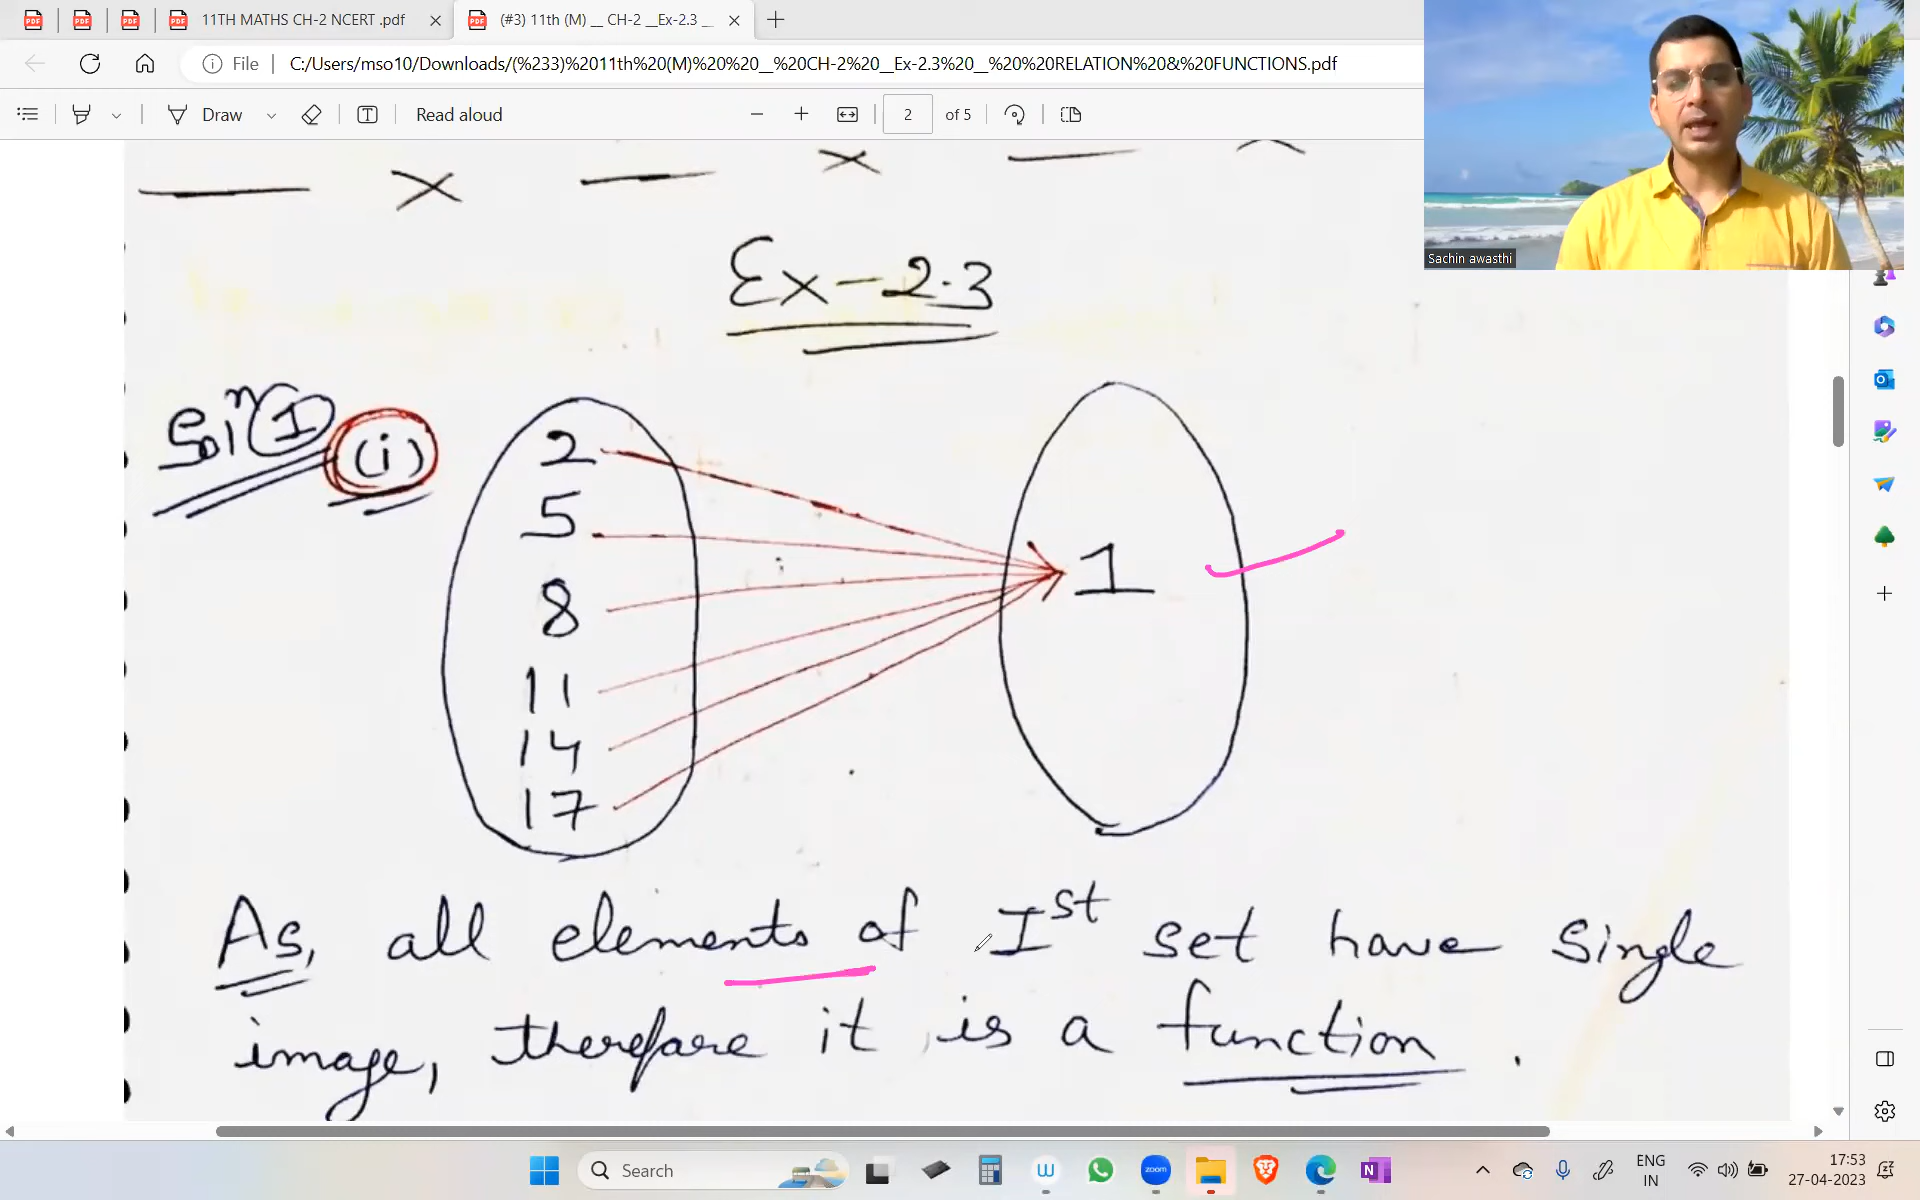 11TH MATHS CH-2 NCERT .pdf
(#3) 11th (M) __ CH-2 __Ex-2.3 __
File
C:/Users/mso10/Downloads/(%233)%2011th%20(M)%20%20__%20CH-2%20__Ex-2.3%20__%20%20RELATION%20&%20FUNCTIONS.pdf
Draw
Read aloud
2
of 5
Sachin awasthi
— × — × —
Ex-2.3
Solⁿ I (i)
2
5
8
11
14
17
1
As, all elements of Iˢᵗ set have single
image, therefore it is a function.
Search
zoom
ENG
IN
17:53
27-04-2023